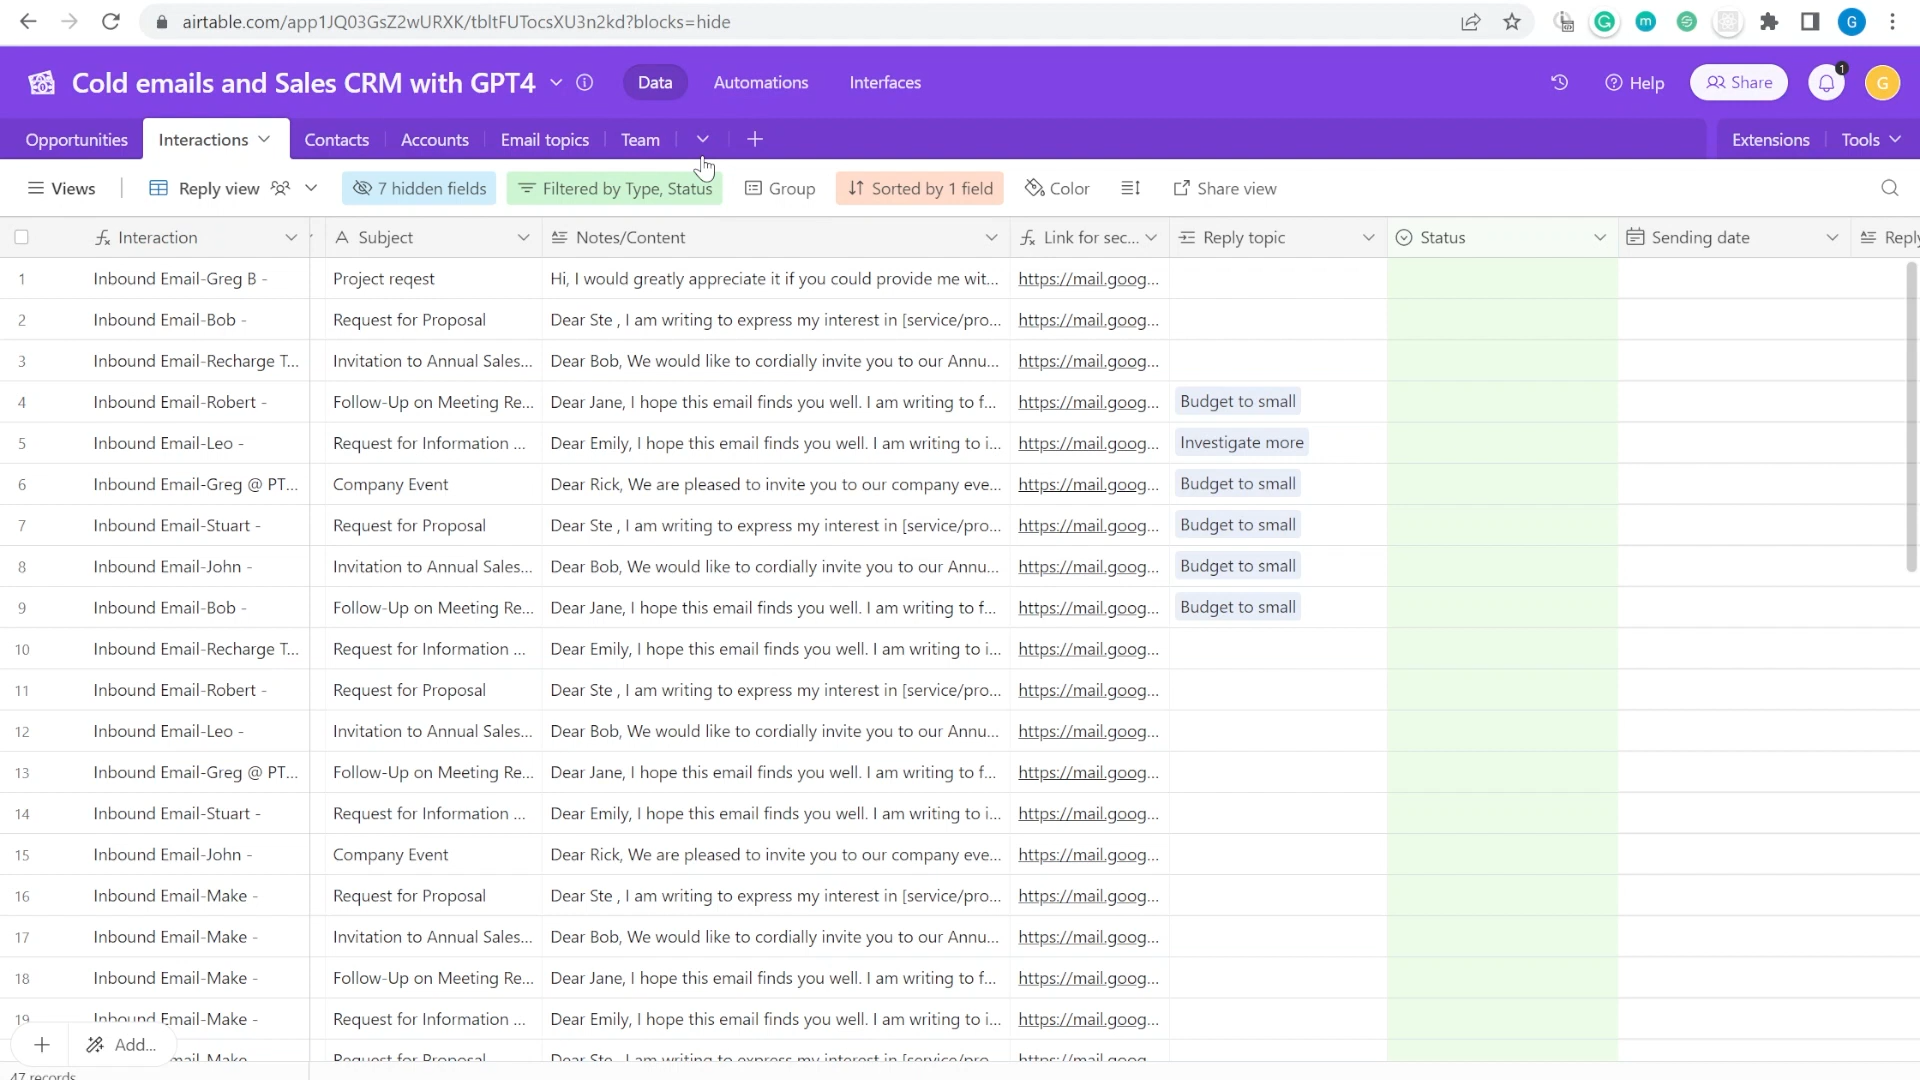 airtable.com/app1JQ03GsZ2wURXK/tbltFUTocsXU3n2kd?blocks=hide
Cold emails and Sales CRM with GPT4 Data Automations Interfaces Help Share 1 G
Opportunities Interactions Contacts Accounts Email topics Team Extensions Tools
Views Reply view 7 hidden fields Filtered by Type, Status Group Sorted by 1 field Color Share view
Interaction Subject Notes/Content Link for sec... Reply topic Status Sending date Reply
1 Inbound Email-Greg B - Project reqest Hi, I would greatly appreciate it if you could provide me wit... https://mail.goog...
2 Inbound Email-Bob - Request for Proposal Dear Ste , I am writing to express my interest in [service/pro... https://mail.goog...
3 Inbound Email-Recharge T... Invitation to Annual Sales... Dear Bob, We would like to cordially invite you to our Annu... https://mail.goog...
4 Inbound Email-Robert - Follow-Up on Meeting Re... Dear Jane, I hope this email finds you well. I am writing to f... https://mail.goog... Budget to small
5 Inbound Email-Leo - Request for Information ... Dear Emily, I hope this email finds you well. I am writing to i... https://mail.goog... Investigate more
6 Inbound Email-Greg @ PT... Company Event Dear Rick, We are pleased to invite you to our company eve... https://mail.goog... Budget to small
7 Inbound Email-Stuart - Request for Proposal Dear Ste , I am writing to express my interest in [service/pro... https://mail.goog... Budget to small
8 Inbound Email-John - Invitation to Annual Sales... Dear Bob, We would like to cordially invite you to our Annu... https://mail.goog... Budget to small
9 Inbound Email-Bob - Follow-Up on Meeting Re... Dear Jane, I hope this email finds you well. I am writing to f... https://mail.goog... Budget to small
10 Inbound Email-Recharge T... Request for Information ... Dear Emily, I hope this email finds you well. I am writing to i... https://mail.goog...
11 Inbound Email-Robert - Request for Proposal Dear Ste , I am writing to express my interest in [service/pro... https://mail.goog...
12 Inbound Email-Leo - Invitation to Annual Sales... Dear Bob, We would like to cordially invite you to our Annu... https://mail.goog...
13 Inbound Email-Greg @ PT... Follow-Up on Meeting Re... Dear Jane, I hope this email finds you well. I am writing to f... https://mail.goog...
14 Inbound Email-Stuart - Request for Information ... Dear Emily, I hope this email finds you well. I am writing to i... https://mail.goog...
15 Inbound Email-John - Company Event Dear Rick, We are pleased to invite you to our company eve... https://mail.goog...
16 Inbound Email-Make - Request for Proposal Dear Ste , I am writing to express my interest in [service/pro... https://mail.goog...
17 Inbound Email-Make - Invitation to Annual Sales... Dear Bob, We would like to cordially invite you to our Annu... https://mail.goog...
18 Inbound Email-Make - Follow-Up on Meeting Re... Dear Jane, I hope this email finds you well. I am writing to f... https://mail.goog...
19 Inbound Email-Make - Request for Information ... Dear Emily, I hope this email finds you well. I am writing to i... https://mail.goog...
Add... mail-Make - Request for Proposal Dear Ste , I am writing to express my interest in [service/pro... https://mail.goog...
47 records